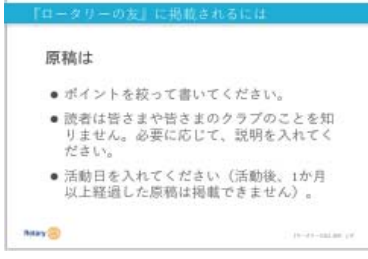 『ロータリーの友』に掲載されるには
原稿は
● ポイントを絞って書いてください。
● 読者は皆さまや皆さまのクラブのことを知
りません。必要に応じて、説明を入れてく
ださい。
● 活動日を入れてください（活動後、1か月
以上経過した原稿は掲載できません）。
Rotary